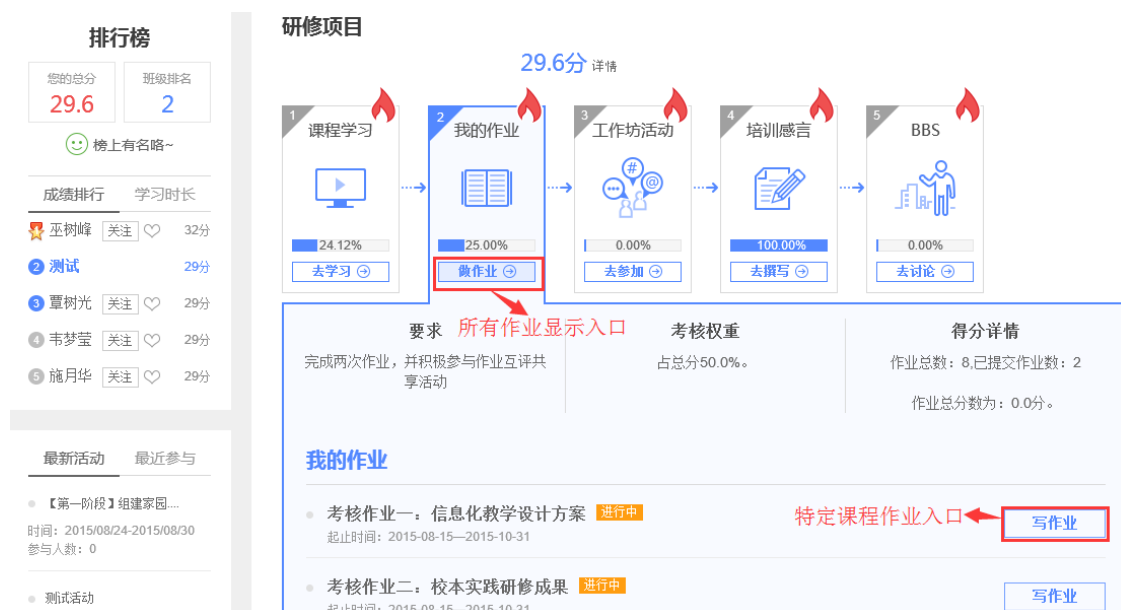 排行榜
您的总分
29.6
班级排名
2
榜上有名咯~
成绩排行 学习时长
巫树峰 关注 32分
2 测试 29分
3 覃树光 关注 29分
4 韦梦莹 关注 29分
5 施月华 关注 29分
最新活动 最近参与
【第一阶段】组建家园....
时间：2015/08/24-2015/08/30
参与人数：0
测试活动
研修项目
29.6分 详情
1
课程学习
24.12%
去学习
2
我的作业
25.00%
做作业
3
工作坊活动
0.00%
去参加
4
培训感言
100.00%
去撰写
5
BBS
0.00%
去讨论
所有作业显示入口
要求
完成两次作业，并积极参与作业互评共
享活动
考核权重
占总分50.0%。
得分详情
作业总数：8,已提交作业数：2
作业总分数为：0.0分。
我的作业
考核作业一：信息化教学设计方案 进行中
起止时间：2015-08-15—2015-10-31
特定课程作业入口
写作业
考核作业二：校本实践研修成果 进行中
起止时间：2015-08-15—2015-10-31
写作业